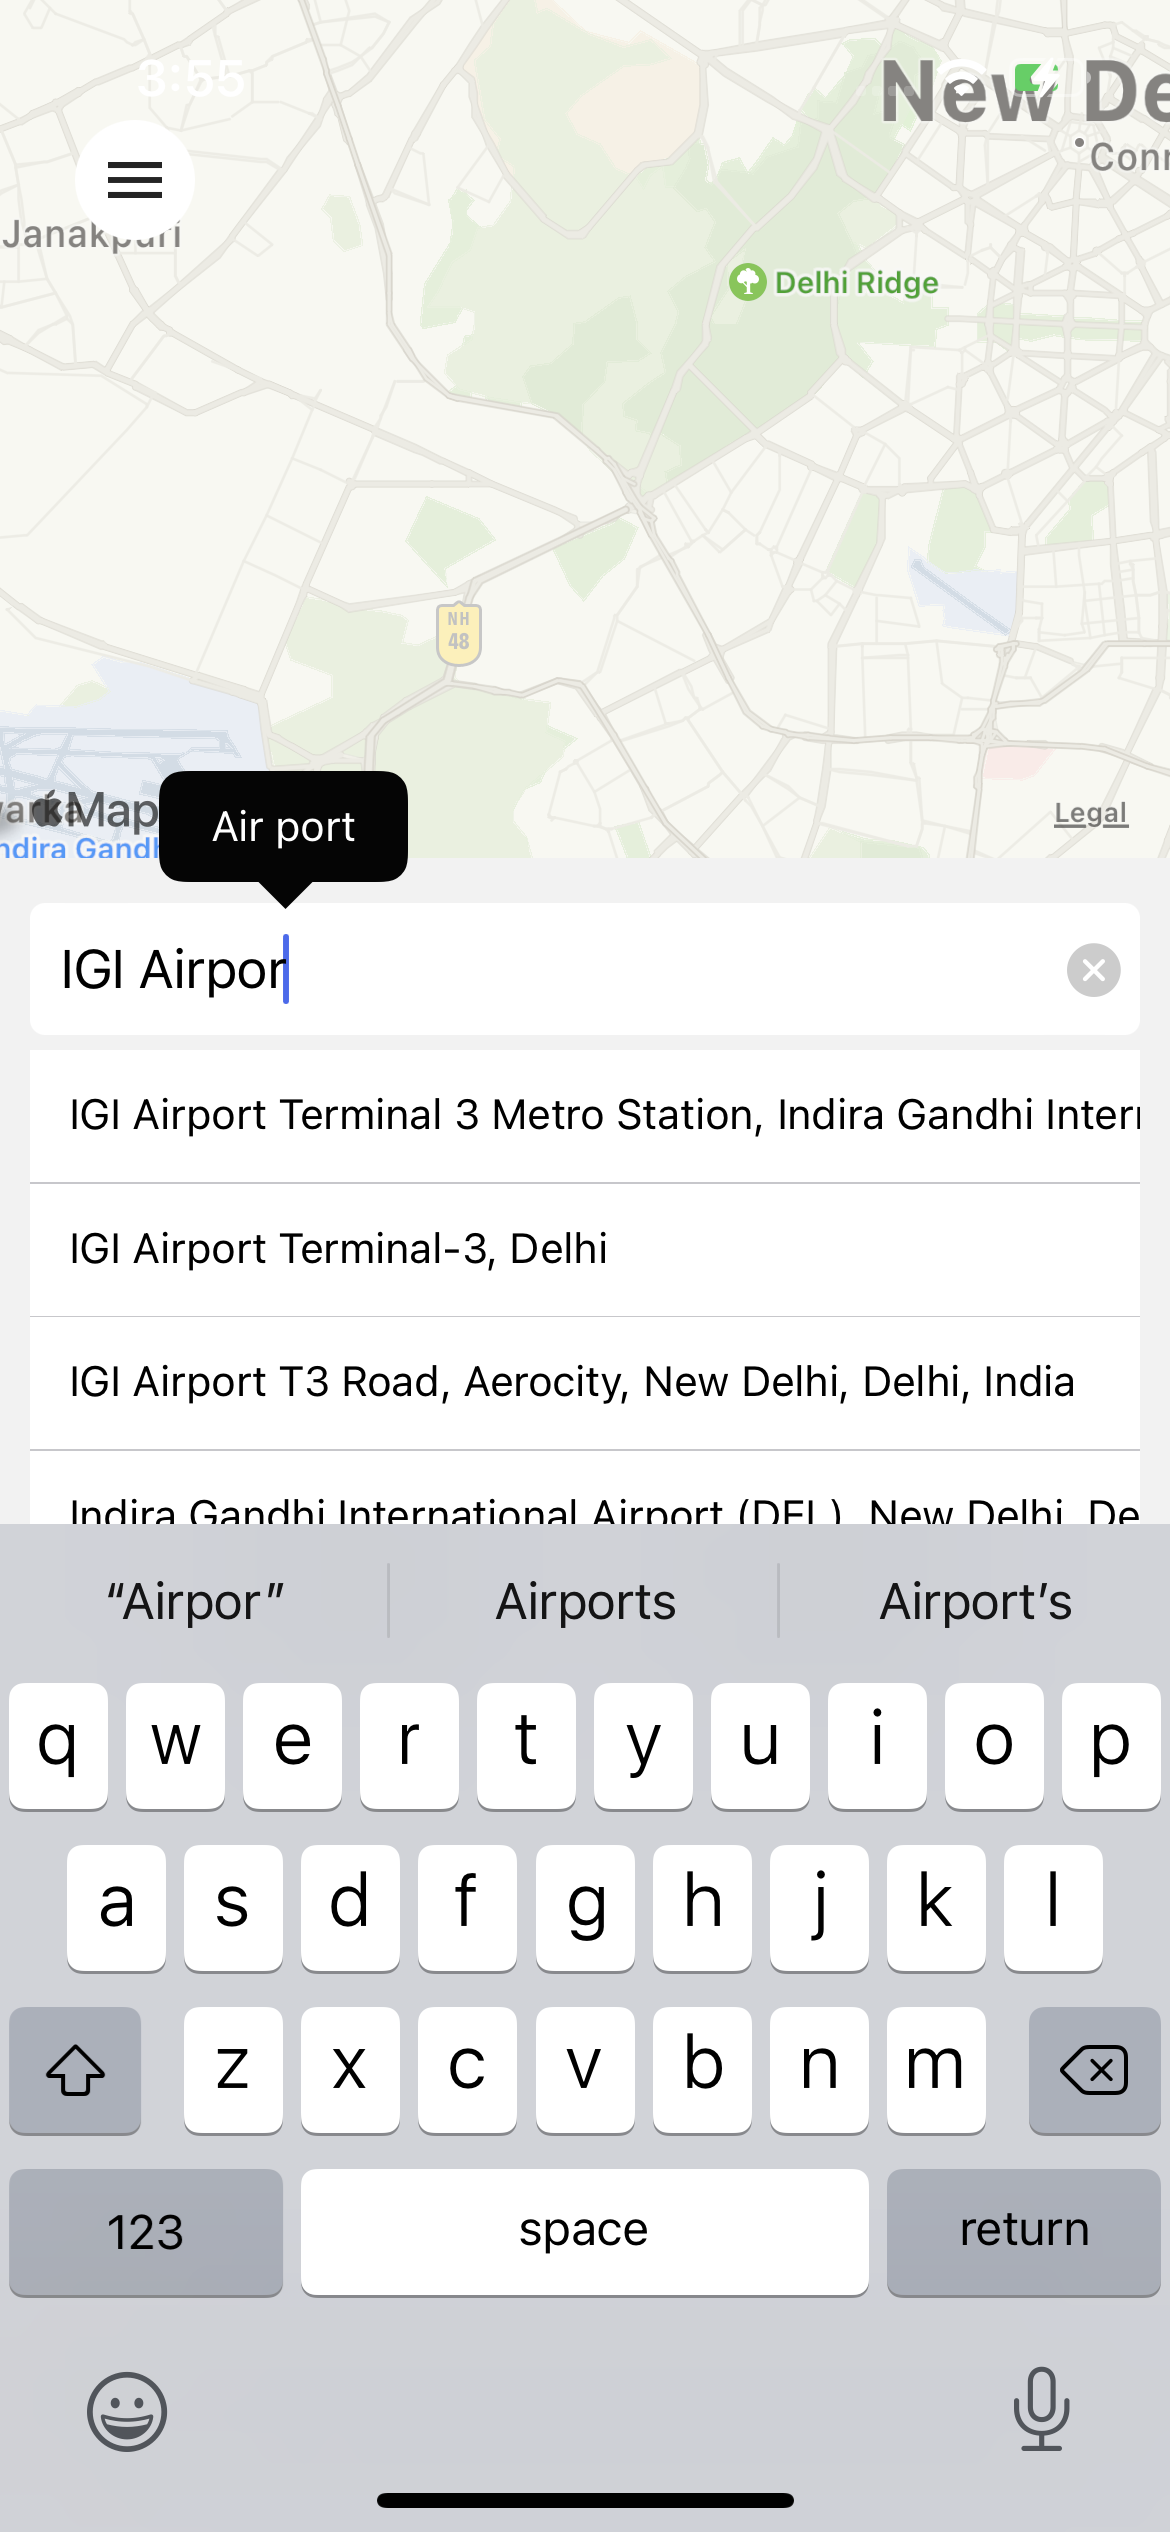 3:55
New De
Conn
Janakpuri
Delhi Ridge
NH
48
Maps
Legal
Indira Gandhi
Air port
IGI Airpor
IGI Airport Terminal 3 Metro Station, Indira Gandhi Intern
IGI Airport Terminal-3, Delhi
IGI Airport T3 Road, Aerocity, New Delhi, Delhi, India
Indira Gandhi International Airport (DEL), New Delhi, De
“Airpor” Airports Airport’s
q w e r t y u i o p
a s d f g h j k l
z x c v b n m
123 space return